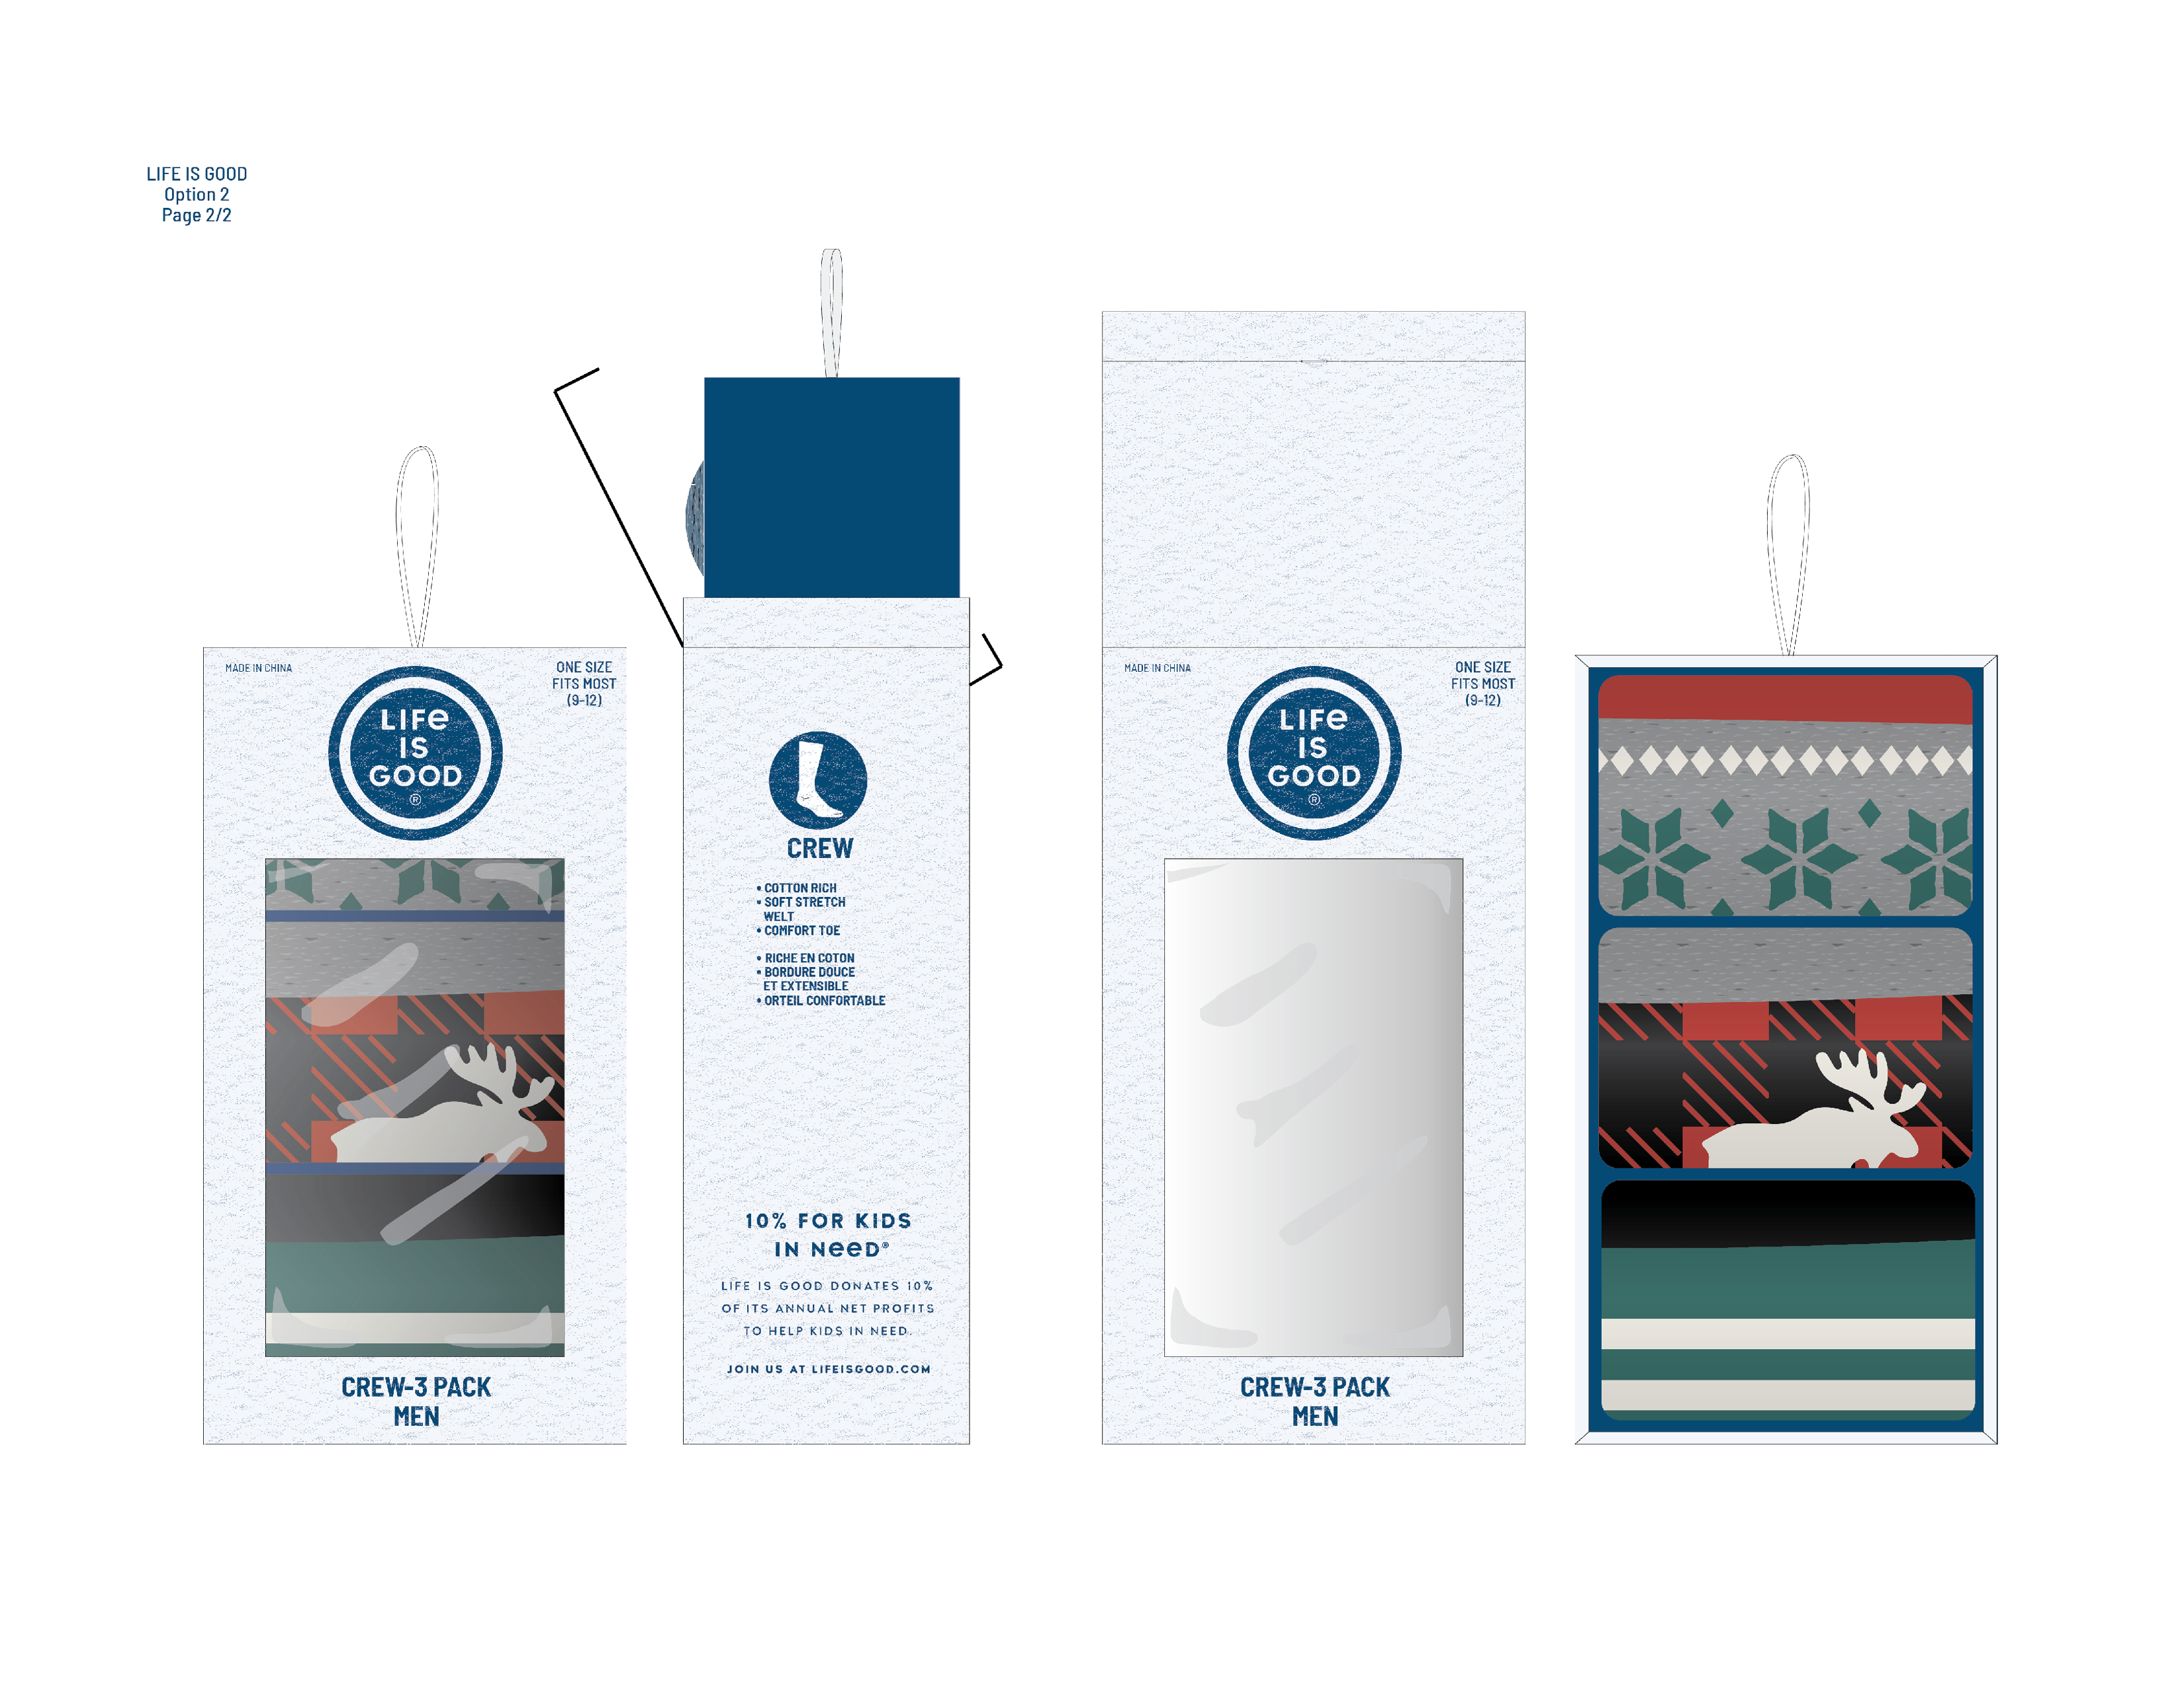 LIFE IS GOOD
Option 2
Page 2/2
MADE IN CHINA
ONE SIZE
FITS MOST
(9-12)
LIFe
IS
GOOD
®
CREW-3 PACK
MEN
CREW
• COTTON RICH
• SOFT STRETCH
WELT
• COMFORT TOE
• RICHE EN COTON
• BORDURE DOUCE
ET EXTENSIBLE
• ORTEIL CONFORTABLE
10% FOR KIDS
IN NeeD®
LIFE IS GOOD DONATES 10%
OF ITS ANNUAL NET PROFITS
TO HELP KIDS IN NEED.
JOIN US AT LIFEISGOOD.COM
MADE IN CHINA
ONE SIZE
FITS MOST
(9-12)
LIFe
IS
GOOD
®
CREW-3 PACK
MEN